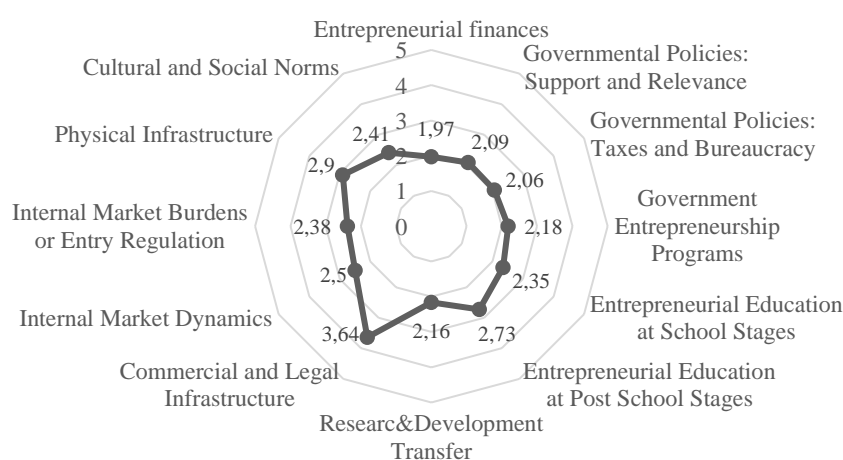 Entrepreneurial finances
5
Governmental Policies:
Support and Relevance
Cultural and Social Norms
4
Governmental Policies:
Taxes and Bureaucracy
Physical Infrastructure
3
2,41
1,97
2,09
2
2,9
2,06
1
Government
Entrepreneurship
Programs
Internal Market Burdens
or Entry Regulation
2,38
0
2,18
2,5
2,35
Entrepreneurial Education
at School Stages
Internal Market Dynamics
3,64
2,16
2,73
Commercial and Legal
Infrastructure
Entrepreneurial Education
at Post School Stages
Researc&Development
Transfer